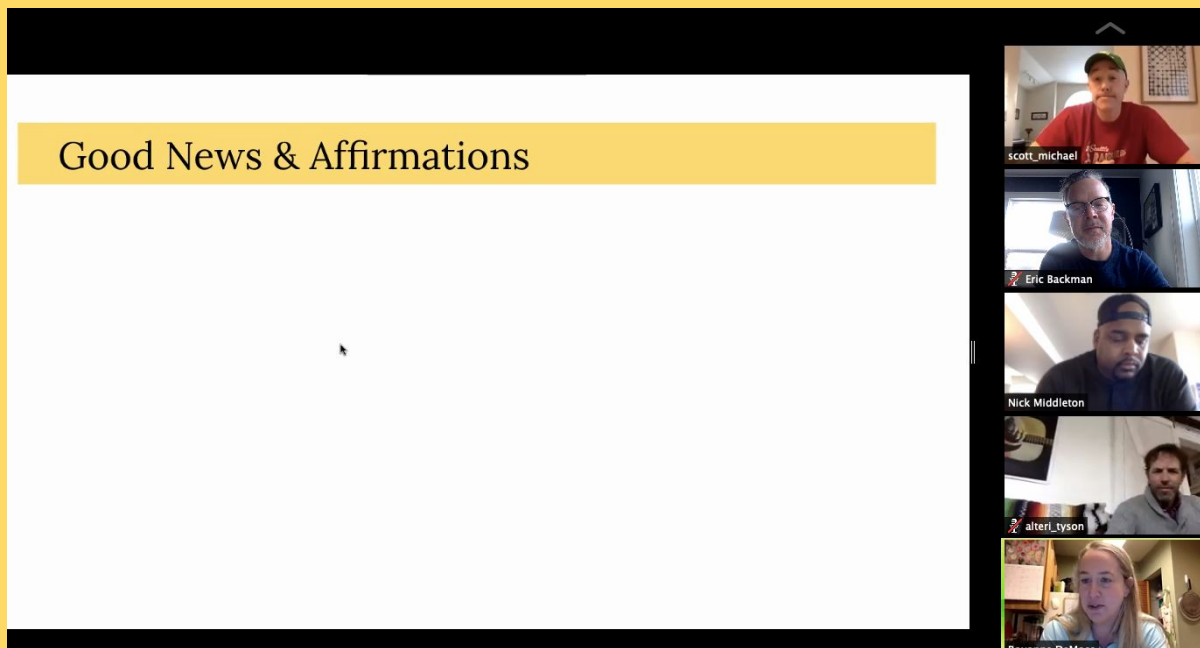 Good News & Affirmations
scott_michael
Eric Backman
Nick Middleton
alteri_tyson